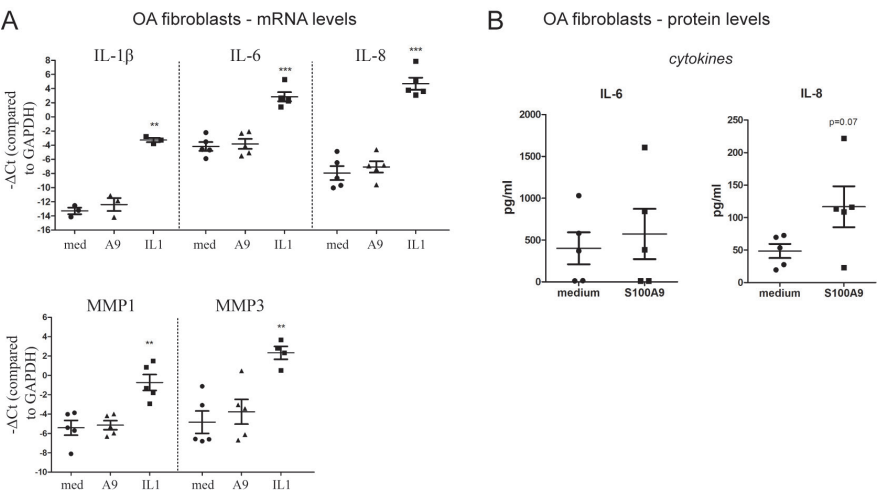 A
OA fibroblasts - mRNA levels
IL-1β IL-6 IL-8
-ΔCt (compared
to GAPDH)
8
6
4
2
0
-2
-4
-6
-8
-10
-12
-14
-16
** *** ***
med A9 IL1 med A9 IL1 med A9 IL1
MMP1 MMP3
-ΔCt (compared
to GAPDH)
6
4
2
0
-2
-4
-6
-8
-10
** **
med A9 IL1 med A9 IL1
B
OA fibroblasts - protein levels
cytokines
IL-6
pg/ml
2000
1500
1000
500
0
medium S100A9
IL-8
p=0.07
pg/ml
250
200
150
100
50
0
medium S100A9